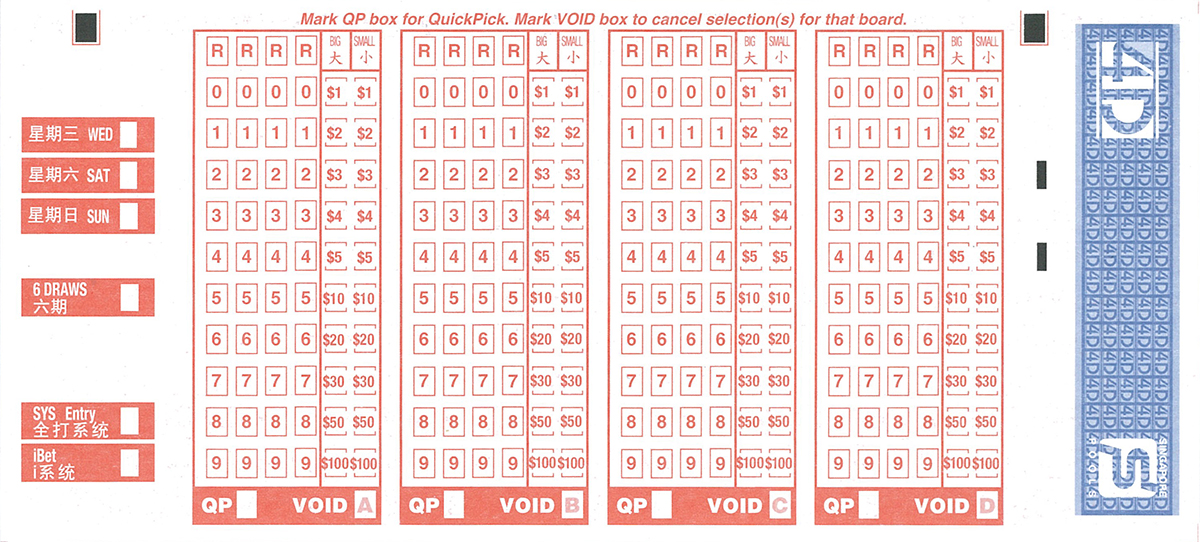 Mark QP box for QuickPick. Mark VOID box to cancel selection(s) for that board.
星期三 WED
星期六 SAT
星期日 SUN
6 DRAWS
六期
SYS Entry
全打系统
iBet
i系统
R R R R BIG SMALL
大 小
0 0 0 0 $1 $1
1 1 1 1 $2 $2
2 2 2 2 $3 $3
3 3 3 3 $4 $4
4 4 4 4 $5 $5
5 5 5 5 $10 $10
6 6 6 6 $20 $20
7 7 7 7 $30 $30
8 8 8 8 $50 $50
9 9 9 9 $100 $100
QP VOID A
R R R R BIG SMALL
大 小
0 0 0 0 $1 $1
1 1 1 1 $2 $2
2 2 2 2 $3 $3
3 3 3 3 $4 $4
4 4 4 4 $5 $5
5 5 5 5 $10 $10
6 6 6 6 $20 $20
7 7 7 7 $30 $30
8 8 8 8 $50 $50
9 9 9 9 $100 $100
QP VOID B
R R R R BIG SMALL
大 小
0 0 0 0 $1 $1
1 1 1 1 $2 $2
2 2 2 2 $3 $3
3 3 3 3 $4 $4
4 4 4 4 $5 $5
5 5 5 5 $10 $10
6 6 6 6 $20 $20
7 7 7 7 $30 $30
8 8 8 8 $50 $50
9 9 9 9 $100 $100
QP VOID C
R R R R BIG SMALL
大 小
0 0 0 0 $1 $1
1 1 1 1 $2 $2
2 2 2 2 $3 $3
3 3 3 3 $4 $4
4 4 4 4 $5 $5
5 5 5 5 $10 $10
6 6 6 6 $20 $20
7 7 7 7 $30 $30
8 8 8 8 $50 $50
9 9 9 9 $100 $100
QP VOID D
4D
SINGAPORE